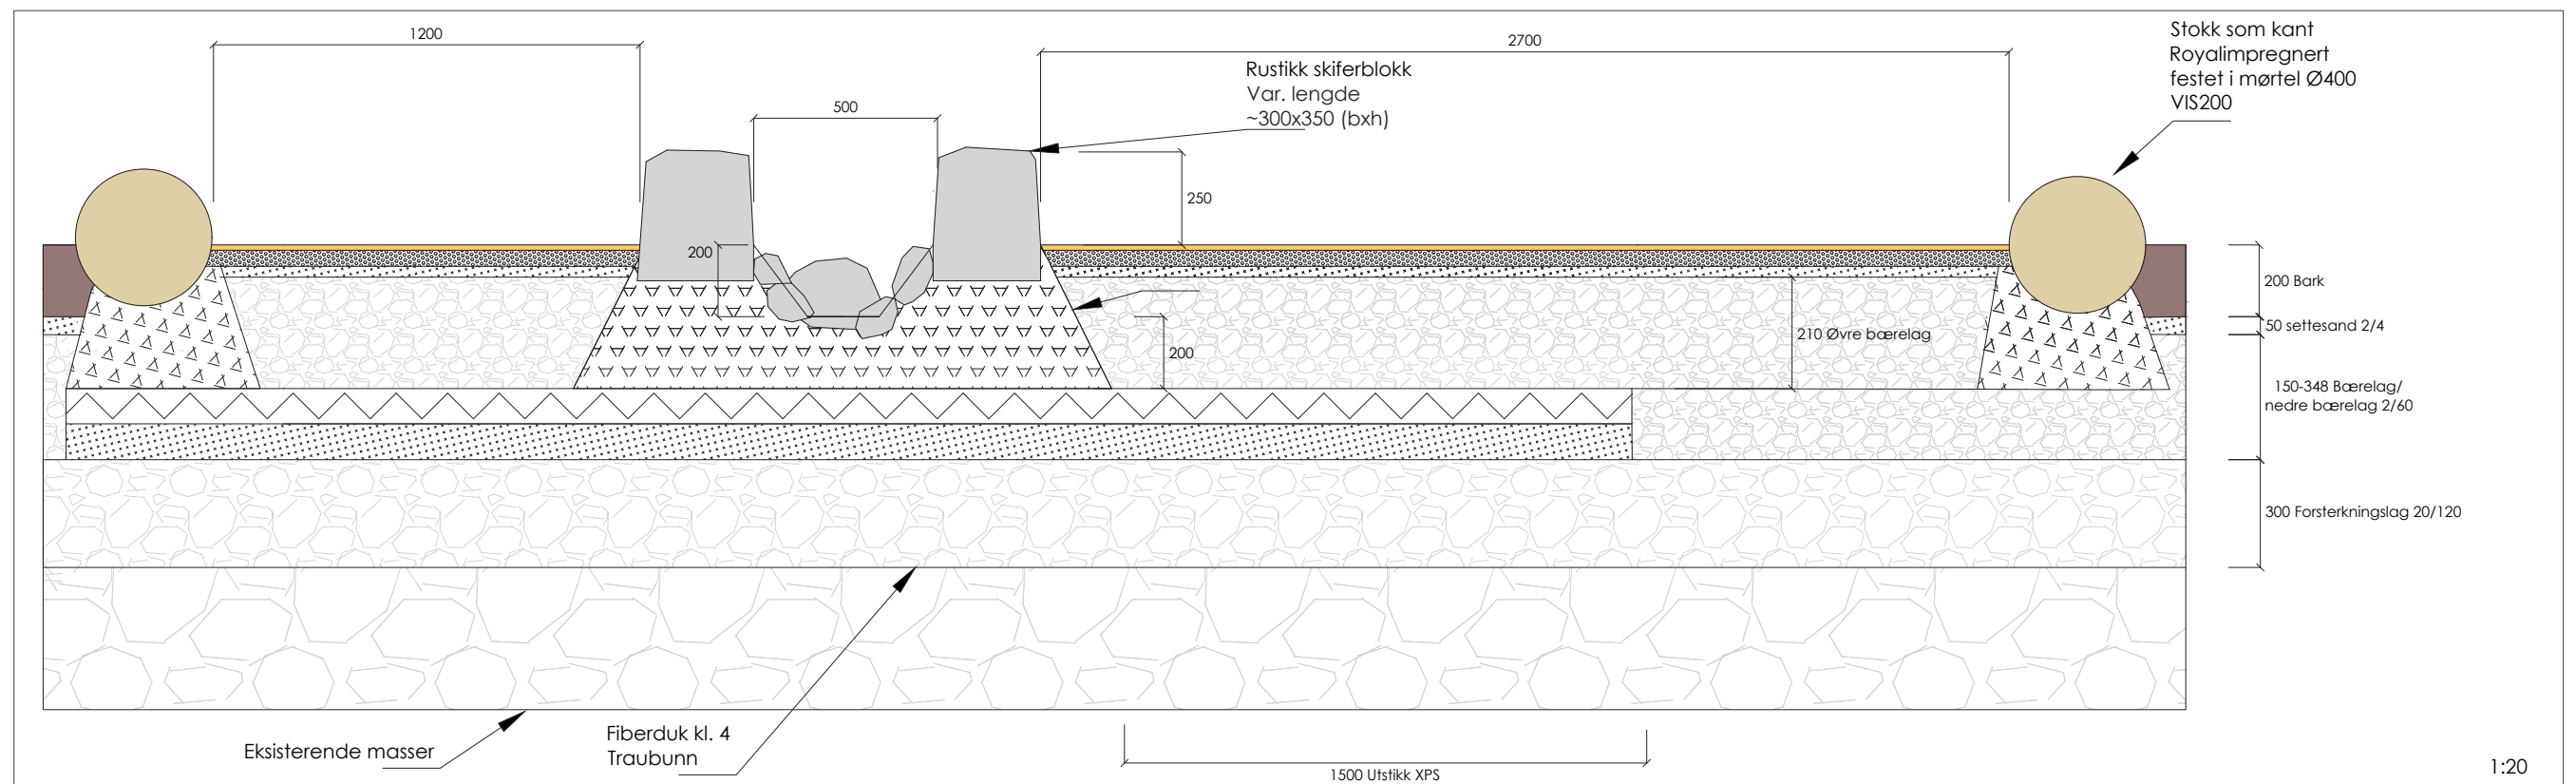 1200
2700
500
Rustikk skiferblokk
Var. lengde
~300x350 (bxh)
Stokk som kant
Royalimpregnert
festet i mørtel Ø400
VIS200
250
200
200
210 Øvre bærelag
200 Bark
50 settesand 2/4
150-348 Bærelag/
nedre bærelag 2/60
300 Forsterkningslag 20/120
Eksisterende masser
Fiberduk kl. 4
Traubunn
1500 Utstikk XPS
1:20